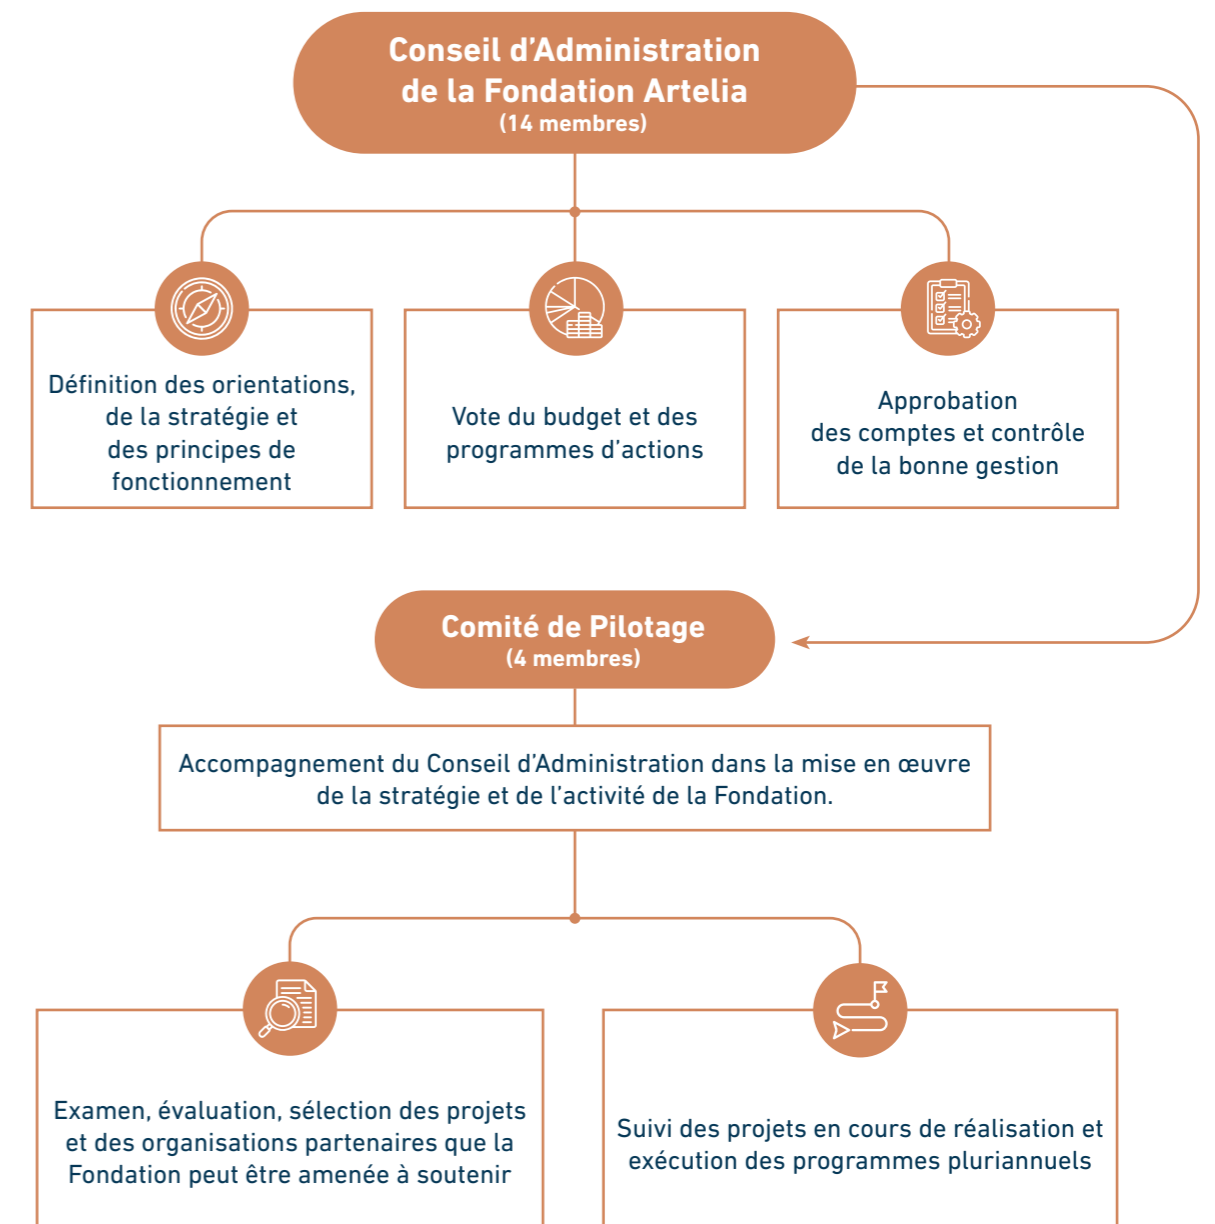 Conseil d’Administration
de la Fondation Artelia
(14 membres)
Définition des orientations,
de la stratégie et
des principes de
fonctionnement
Vote du budget et des
programmes d’actions
Approbation
des comptes et contrôle
de la bonne gestion
Comité de Pilotage
(4 membres)
Accompagnement du Conseil d’Administration dans la mise en œuvre
de la stratégie et de l’activité de la Fondation.
Examen, évaluation, sélection des projets
et des organisations partenaires que la
Fondation peut être amenée à soutenir
Suivi des projets en cours de réalisation et
exécution des programmes pluriannuels